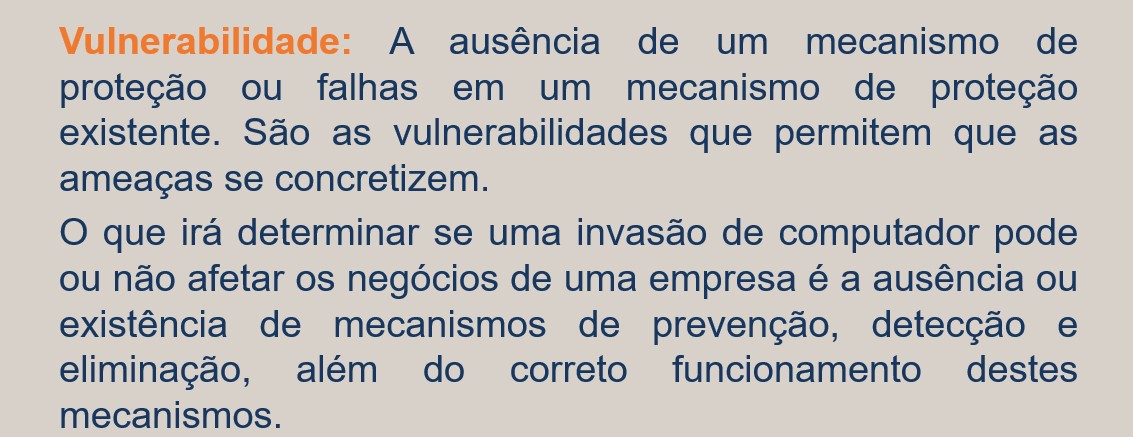 Vulnerabilidade: A ausência de um mecanismo de
proteção ou falhas em um mecanismo de proteção
existente. São as vulnerabilidades que permitem que as
ameaças se concretizem.
O que irá determinar se uma invasão de computador pode
ou não afetar os negócios de uma empresa é a ausência ou
existência de mecanismos de prevenção, detecção e
eliminação, além do correto funcionamento destes
mecanismos.